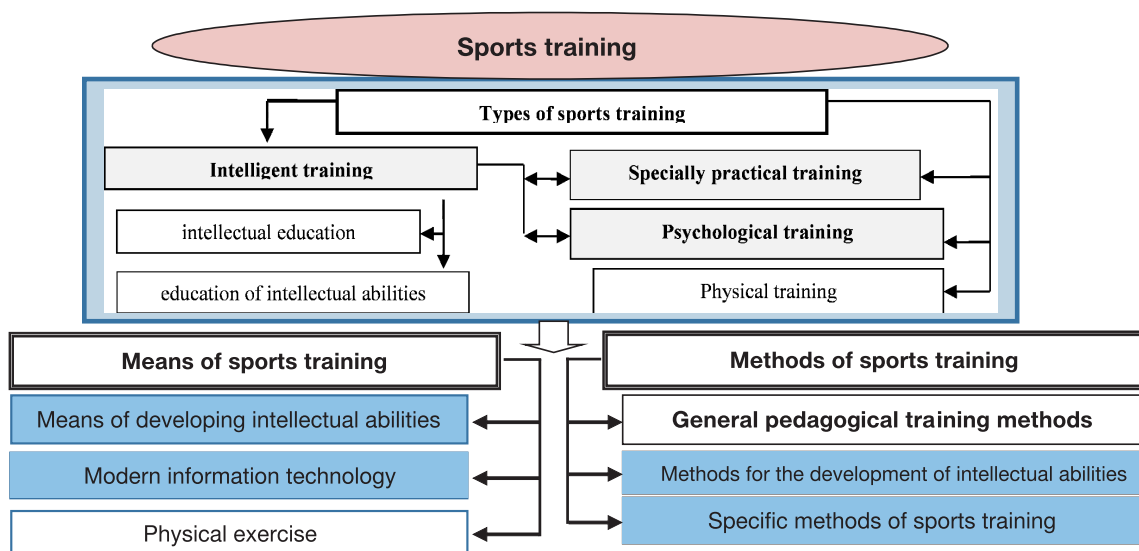 Sports training
Types of sports training
Intelligent training
Specially practical training
intellectual education
Psychological training
education of intellectual abilities
Physical training
Means of sports training
Methods of sports training
Means of developing intellectual abilities
General pedagogical training methods
Modern information technology
Methods for the development of intellectual abilities
Physical exercise
Specific methods of sports training